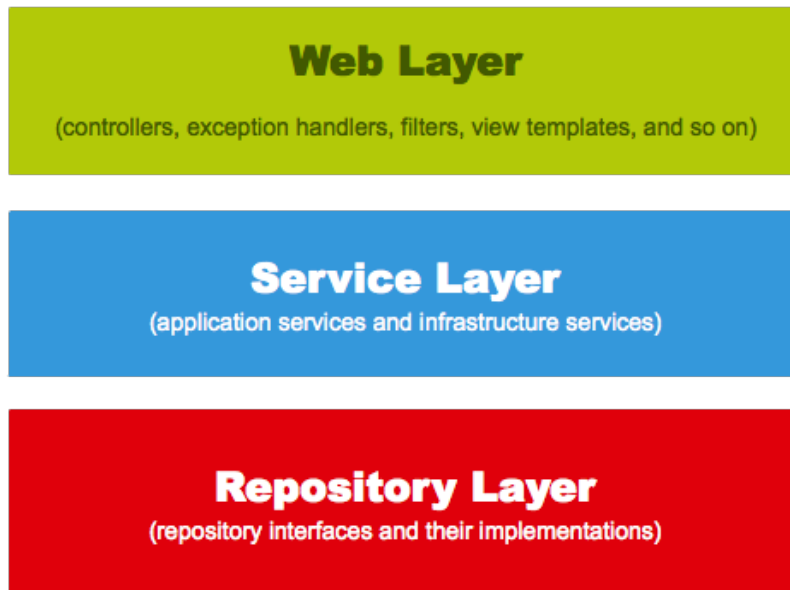 Web Layer
(controllers, exception handlers, filters, view templates, and so on)
Service Layer
(application services and infrastructure services)
Repository Layer
(repository interfaces and their implementations)